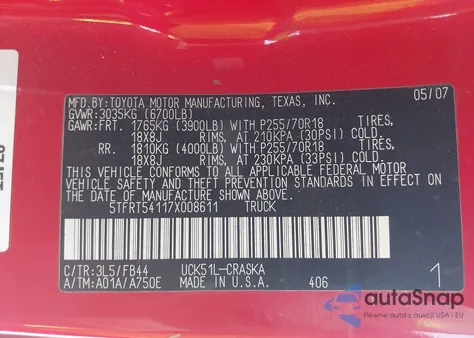 MFD.BY:TOYOTA MOTOR MANUFACTURING, TEXAS, INC. 05/07
GVWR:3035KG (6700LB)
GAWR:FRT. 1765KG (3900LB) WITH P255/70R18 TIRES,
18X8J RIMS, AT 210KPA (30PSI) COLD.
RR. 1810KG (4000LB) WITH P255/70R18 TIRES,
18X8J RIMS, AT 230KPA (33PSI) COLD.
THIS VEHICLE CONFORMS TO ALL APPLICABLE FEDERAL MOTOR
VEHICLE SAFETY AND THEFT PREVENTION STANDARDS IN EFFECT ON
THE DATE OF MANUFACTURE SHOWN ABOVE.
5TFRT54117X008611 TRUCK
C/TR:3L5/FB44 UCK51L-CRASKA
A/TM:A01A/A750E MADE IN U.S.A. 406 1
autoSnap
Pewne auto z USA i EU